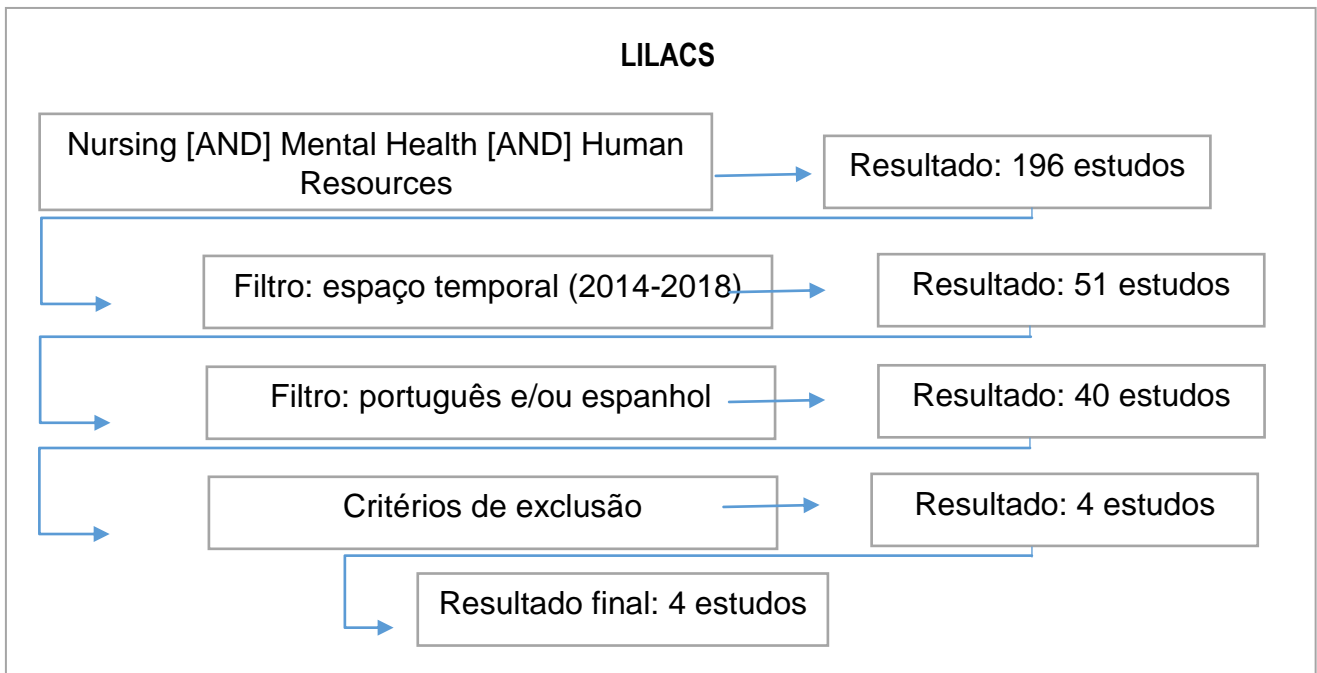 LILACS
Nursing [AND] Mental Health [AND] Human
Resources
Resultado: 196 estudos
Filtro: espaço temporal (2014-2018)
Resultado: 51 estudos
Filtro: português e/ou espanhol
Resultado: 40 estudos
Critérios de exclusão
Resultado: 4 estudos
Resultado final: 4 estudos